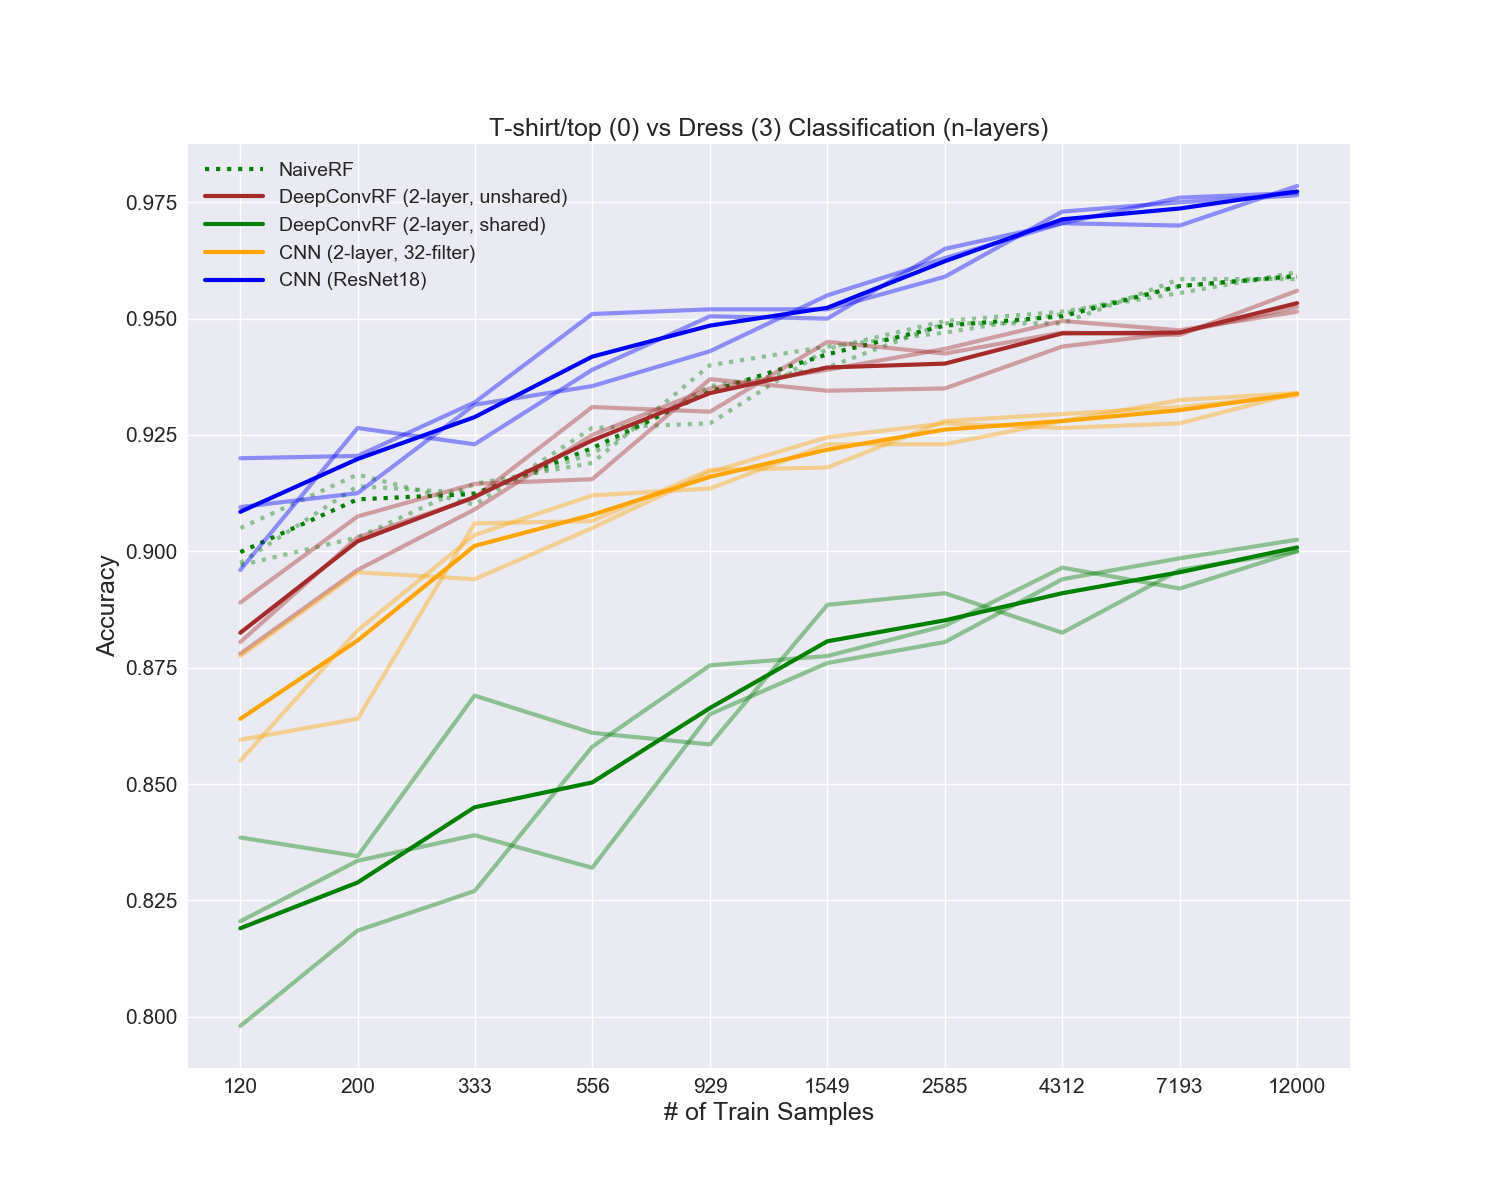 T-shirt/top (0) vs Dress (3) Classification (n-layers)
NaiveRF
DeepConvRF (2-layer, unshared)
DeepConvRF (2-layer, shared)
CNN (2-layer, 32-filter)
CNN (ResNet18)
0.975
0.950
0.925
0.900
0.875
0.850
0.825
0.800
Accuracy
120 200 333 556 929 1549 2585 4312 7193 12000
# of Train Samples